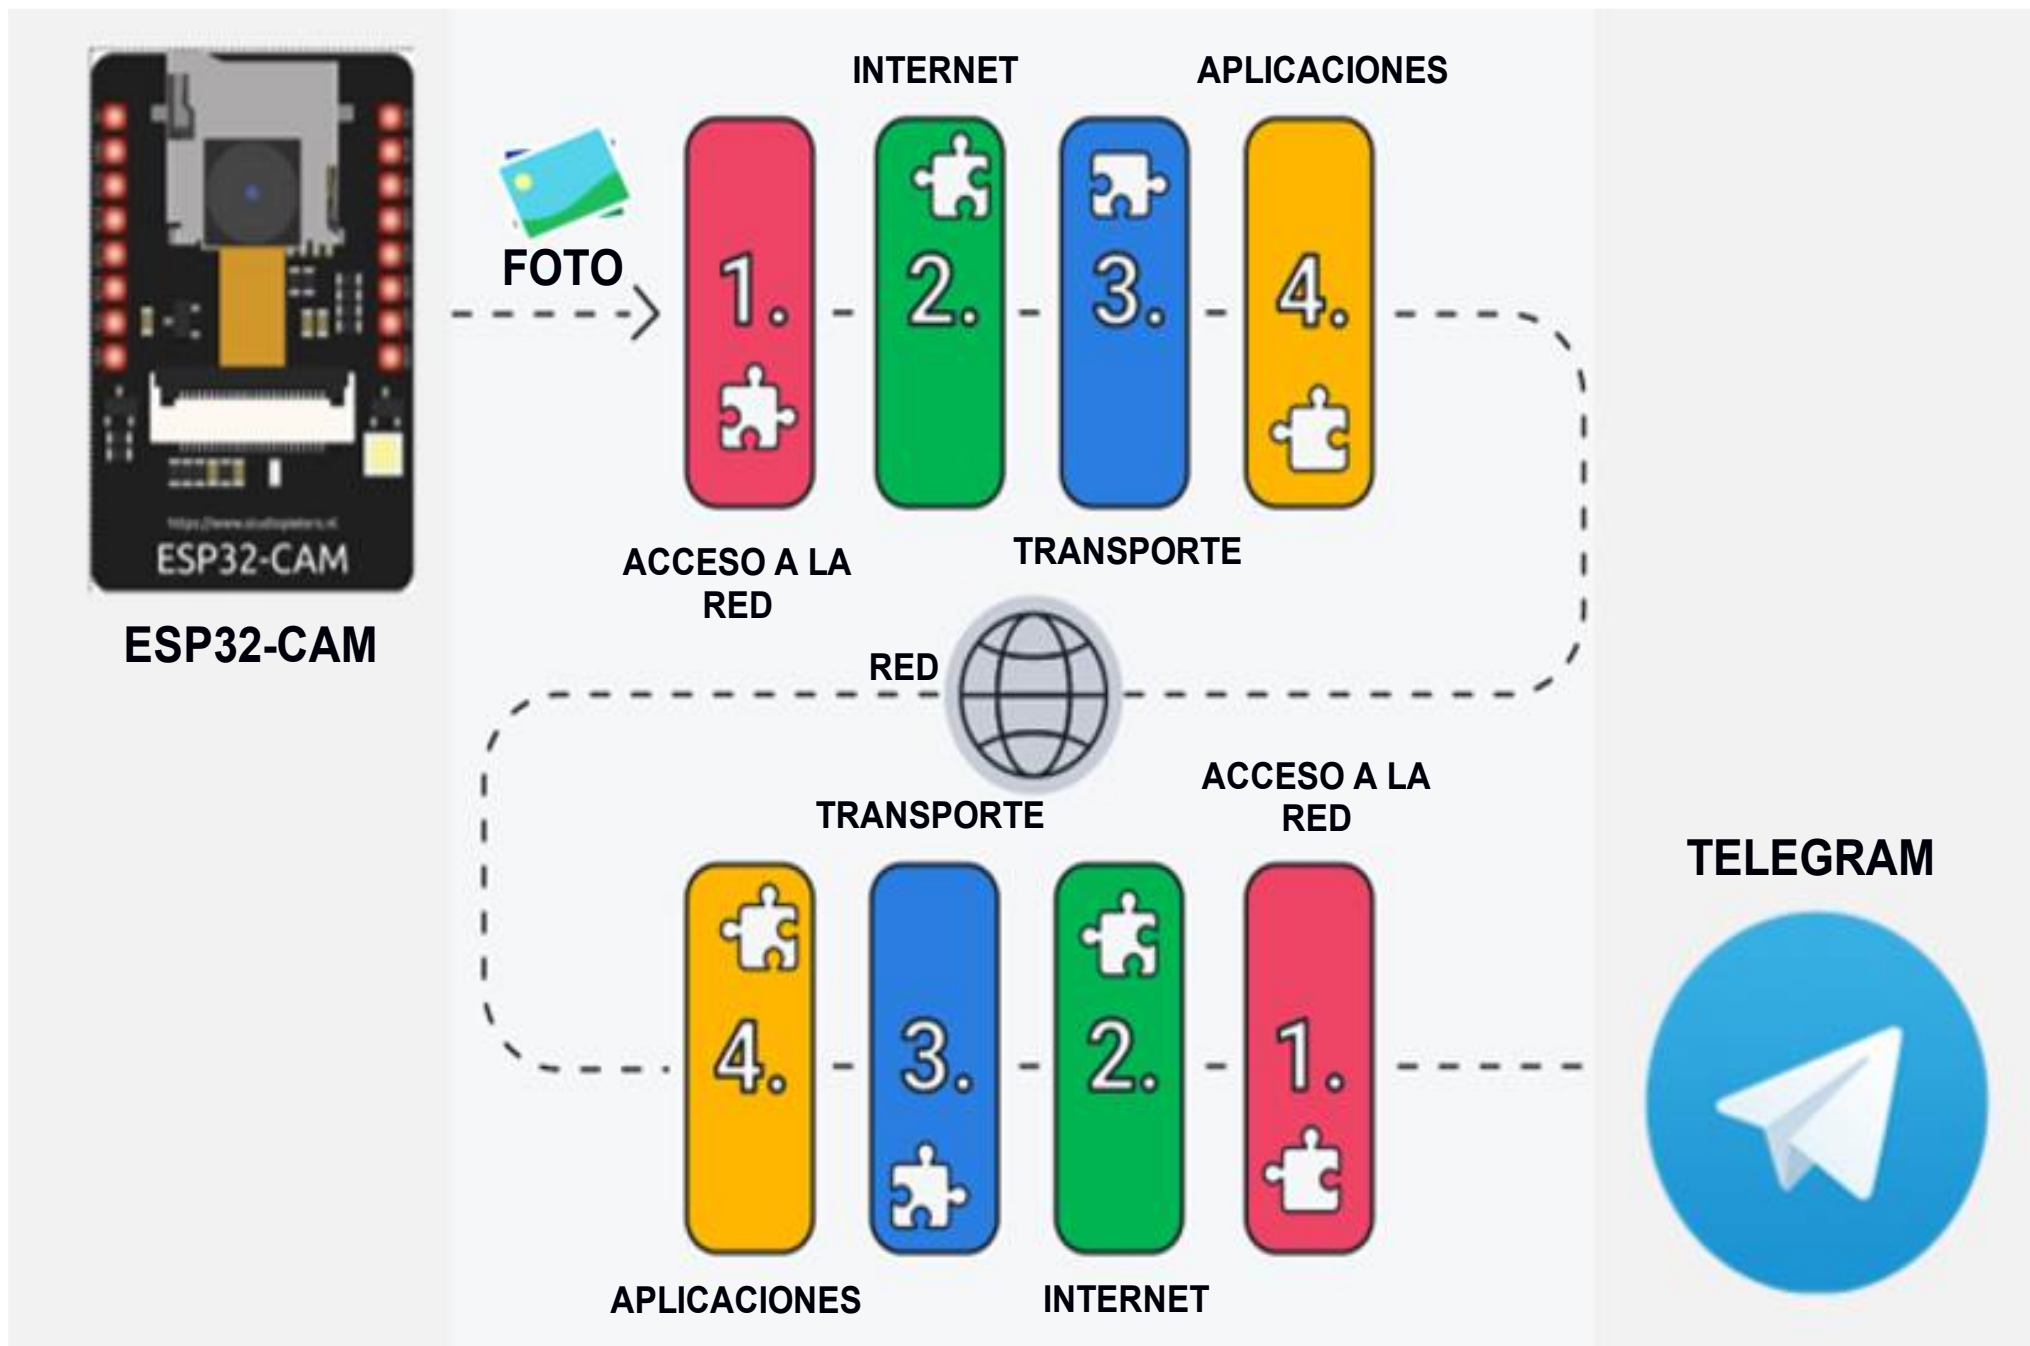 INTERNET
APLICACIONES
FOTO
1.
2.
3.
4.
ESP32-CAM
ACCESO A LA
RED
TRANSPORTE
ESP32-CAM
RED
ACCESO A LA
RED
TRANSPORTE
TELEGRAM
4.
3.
2.
1.
APLICACIONES
INTERNET